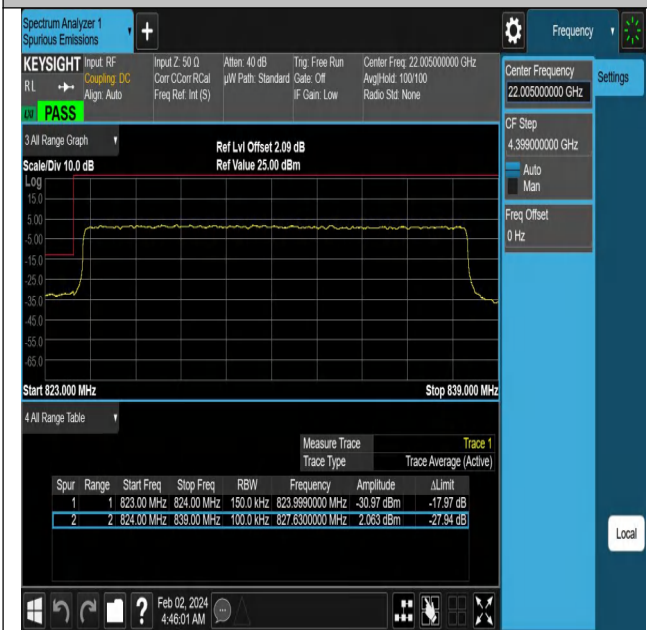 Spectrum Analyzer 1
Spurious Emissions
+
Frequency
KEYSIGHT
RL
Input: RF
Coupling: DC
Align: Auto
Input Z: 50 Ω
Corr CCorr RCal
Freq Ref: Int (S)
Atten: 40 dB
µW Path: Standard
Trig: Free Run
Gate: Off
IF Gain: Low
Center Freq: 22.005000000 GHz
Avg|Hold: 100/100
Radio Std: None
PASS
Center Frequency
22.005000000 GHz
Settings
CF Step
4.399000000 GHz
Auto
Man
Freq Offset
0 Hz
3 All Range Graph
Scale/Div 10.0 dB
Ref Lvl Offset 2.09 dB
Ref Value 25.00 dBm
Log
15.0
5.00
-5.00
-15.0
-25.0
-35.0
-45.0
-55.0
-65.0
Start 823.000 MHz Stop 839.000 MHz
4 All Range Table
Measure Trace Trace 1
Trace Type Trace Average (Active)
Spur Range Start Freq Stop Freq RBW Frequency Amplitude ΔLimit
1 1 823.00 MHz 824.00 MHz 150.0 kHz 823.9990000 MHz -30.97 dBm -17.97 dB
2 2 824.00 MHz 839.00 MHz 100.0 kHz 827.6300000 MHz 2.063 dBm -27.94 dB
Local
?
Feb 02, 2024
4:46:01 AM